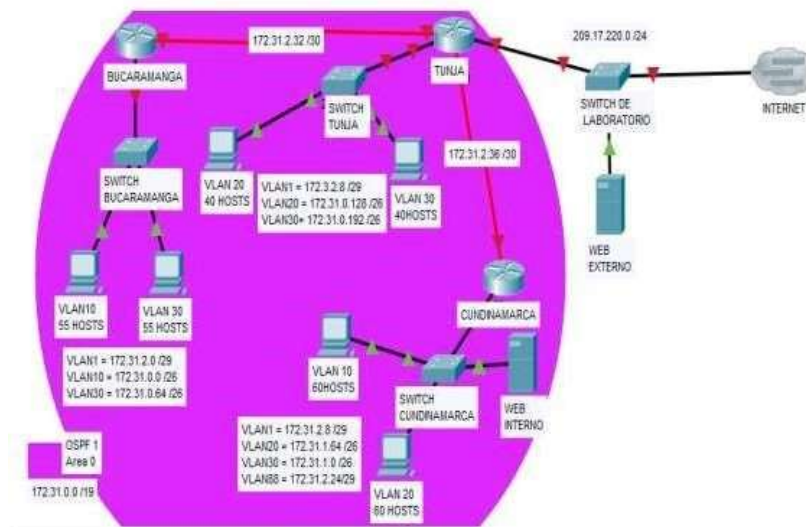 172.31.2.32 /30
209.17.220.0 /24
BUCARAMANGA
TUNJA
SWITCH DE
LABORATORIO
INTERNET
SWITCH
TUNJA
172.31.2.36 /30
SWITCH
BUCARAMANGA
VLAN 20
40 HOSTS
VLAN1 = 172.3.2.8 /29
VLAN20 = 172.31.0.128 /26
VLAN30= 172.31.0.192 /26
VLAN 30
40HOSTS
WEB
EXTERNO
VLAN10
55 HOSTS
VLAN 30
55 HOSTS
CUNDINAMARCA
VLAN1 = 172.31.2.0 /29
VLAN10 = 172.31.0.0 /26
VLAN30 = 172.31.0.64 /26
VLAN 10
60HOSTS
SWITCH
CUNDINAMARCA
WEB
INTERNO
VLAN1 = 172.31.2.8 /29
VLAN20 = 172.31.1.64 /26
VLAN30 = 172.31.1.0 /26
VLAN88 = 172.31.2.24/29
VLAN 20
60 HOSTS
OSPF 1
Area 0
172.31.0.0 /19